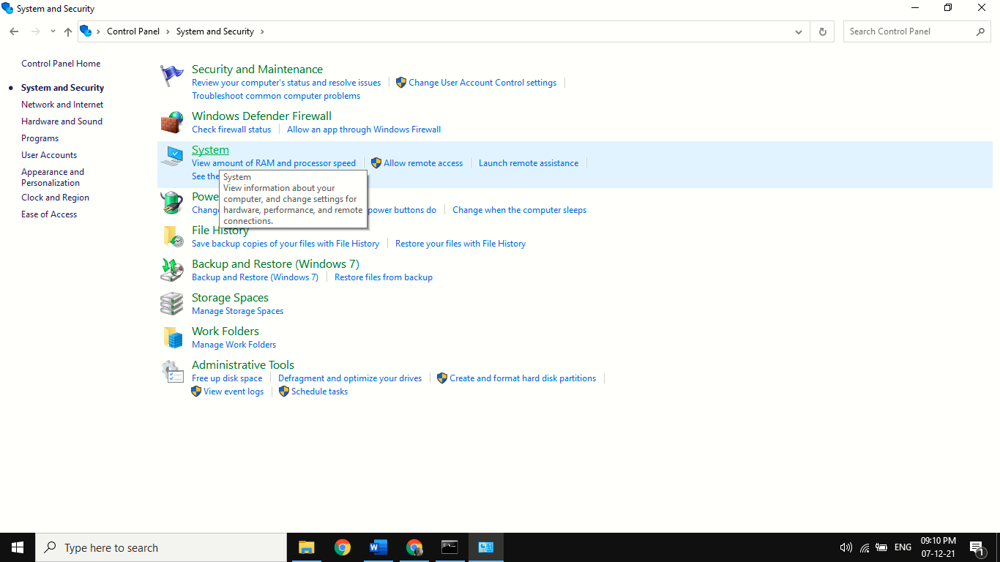 System and Security
Control Panel > System and Security >
Search Control Panel
Control Panel Home
System and Security
Network and Internet
Hardware and Sound
Programs
User Accounts
Appearance and
Personalization
Clock and Region
Ease of Access
Security and Maintenance
Review your computer's status and resolve issues
Change User Account Control settings
Troubleshoot common computer problems
Windows Defender Firewall
Check firewall status
Allow an app through Windows Firewall
System
View amount of RAM and processor speed
Allow remote access
Launch remote assistance
See the
System
View information about your
computer, and change settings for
hardware, performance, and remote
connections.
power buttons do
Change when the computer sleeps
File History
Save backup copies of your files with File History
Restore your files with File History
Backup and Restore (Windows 7)
Backup and Restore (Windows 7)
Restore files from backup
Storage Spaces
Manage Storage Spaces
Work Folders
Manage Work Folders
Administrative Tools
Free up disk space
Defragment and optimize your drives
Create and format hard disk partitions
View event logs
Schedule tasks
Type here to search
ENG
09:10 PM
07-12-21
1